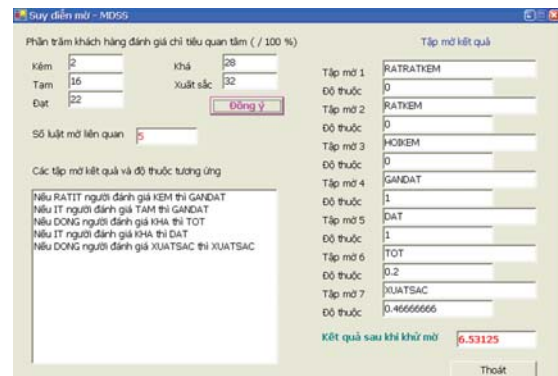 Suy diễn mờ - MDSS
Phần trăm khách hàng đánh giá chỉ tiêu quan tâm ( / 100 %)
Kém 2
Khá 28
Tạm 16
Xuất sắc 32
Đạt 22
Đồng ý
Số luật mờ liên quan 5
Các tập mờ kết quả và độ thuộc tương ứng
Nếu RATIT người đánh giá KEM thì GANDAT
Nếu IT người đánh giá TAM thì GANDAT
Nếu DONG người đánh giá KHA thì TOT
Nếu IT người đánh giá KHA thì DAT
Nếu DONG người đánh giá XUATSAC thì XUATSAC
Tập mờ kết quả
Tập mờ 1 RATRATKEM
Độ thuộc 0
Tập mờ 2 RATKEM
Độ thuộc 0
Tập mờ 3 HOIKEM
Độ thuộc 0
Tập mờ 4 GANDAT
Độ thuộc 1
Tập mờ 5 DAT
Độ thuộc 1
Tập mờ 6 TOT
Độ thuộc 0.2
Tập mờ 7 XUATSAC
Độ thuộc 0.46666666
Kết quả sau khi khử mờ 6.53125
Thoát